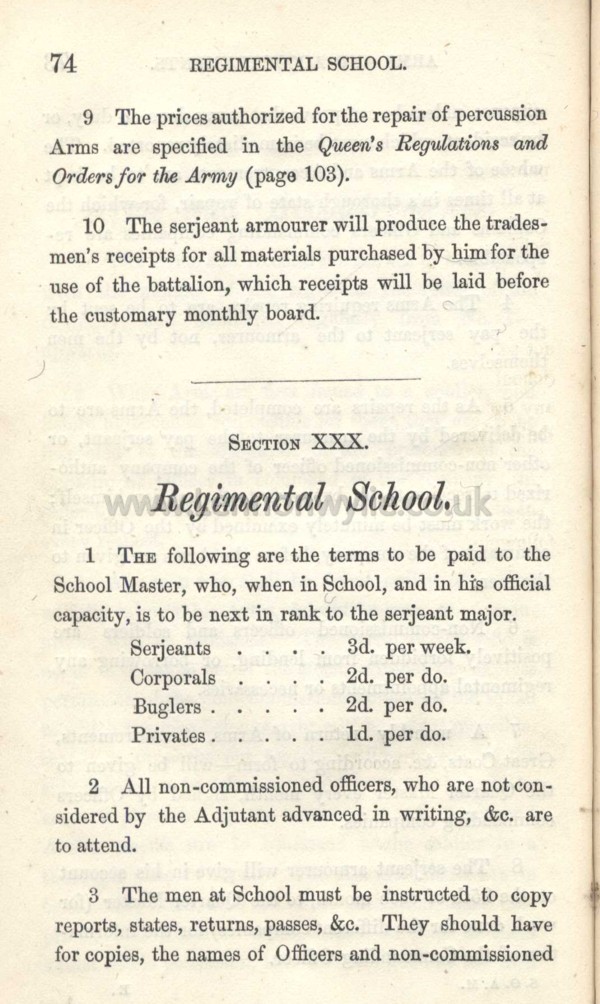 74 REGIMENTAL SCHOOL.
9 The prices authorized for the repair of percussion
Arms are specified in the Queen's Regulations and
Orders for the Army (page 103).
10 The serjeant armourer will produce the trades-
men's receipts for all materials purchased by him for the
use of the battalion, which receipts will be laid before
the customary monthly board.
SECTION XXX.
Regimental School.
1 THE following are the terms to be paid to the
School Master, who, when in School, and in his official
capacity, is to be next in rank to the serjeant major.
Serjeants . . . . 3d. per week.
Corporals . . . . 2d. per do.
Buglers . . . . . 2d. per do.
Privates . . . . . 1d. per do.
2 All non-commissioned officers, who are not con-
sidered by the Adjutant advanced in writing, &c. are
to attend.
3 The men at School must be instructed to copy
reports, states, returns, passes, &c. They should have
for copies, the names of Officers and non-commissioned